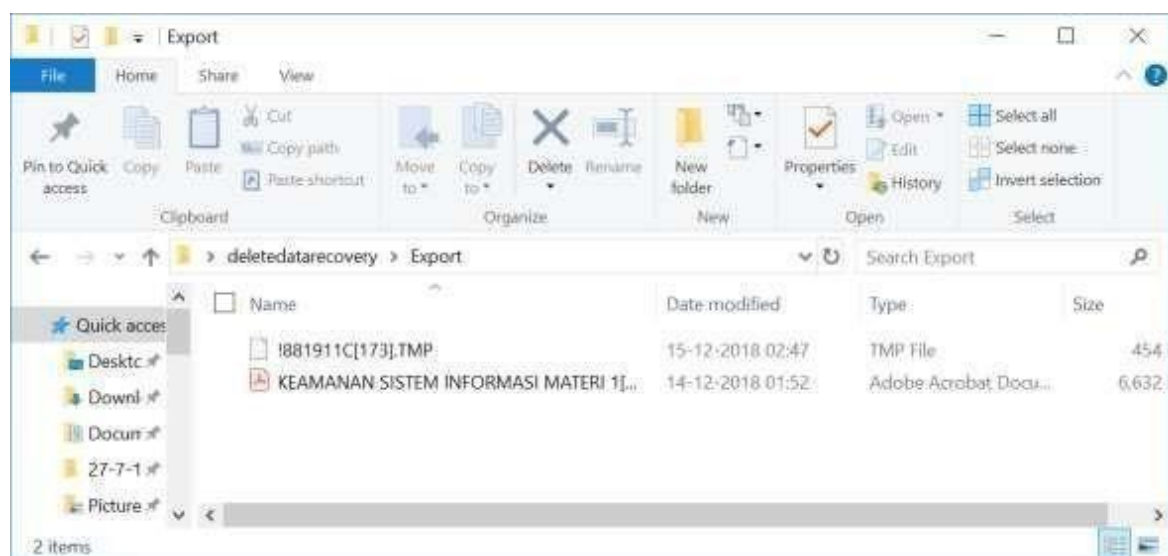 Export
File Home Share View
Pin to Quick access
Copy
Paste
Cut
Copy path
Paste shortcut
Move to
Copy to
Delete
Rename
New folder
Properties
Open
Edit
History
Select all
Select none
Invert selection
Clipboard Organize New Open Select
> deletedatarecovery > Export
Search Export
Name Date modified Type Size
!881911C[173].TMP 15-12-2018 02:47 TMP File 454
KEAMANAN SISTEM INFORMASI MATERI 1[... 14-12-2018 01:52 Adobe Acrobat Docu... 6,632
Quick acces
Desktc
Downl
Docum
27-7-1
Picture
2 items